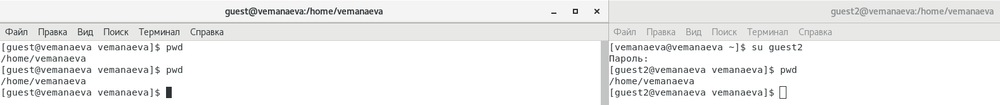 guest@vemanaeva:/home/vemanaeva
Файл Правка Вид Поиск Терминал Справка
[guest@vemanaeva vemanaeva]$ pwd
/home/vemanaeva
[guest@vemanaeva vemanaeva]$ pwd
/home/vemanaeva
[guest@vemanaeva vemanaeva]$
guest2@vemanaeva:/home/vemanaeva
Файл Правка Вид Поиск Терминал Справка
[vemanaeva@vemanaeva ~]$ su guest2
Пароль:
[guest2@vemanaeva vemanaeva]$ pwd
/home/vemanaeva
[guest2@vemanaeva vemanaeva]$